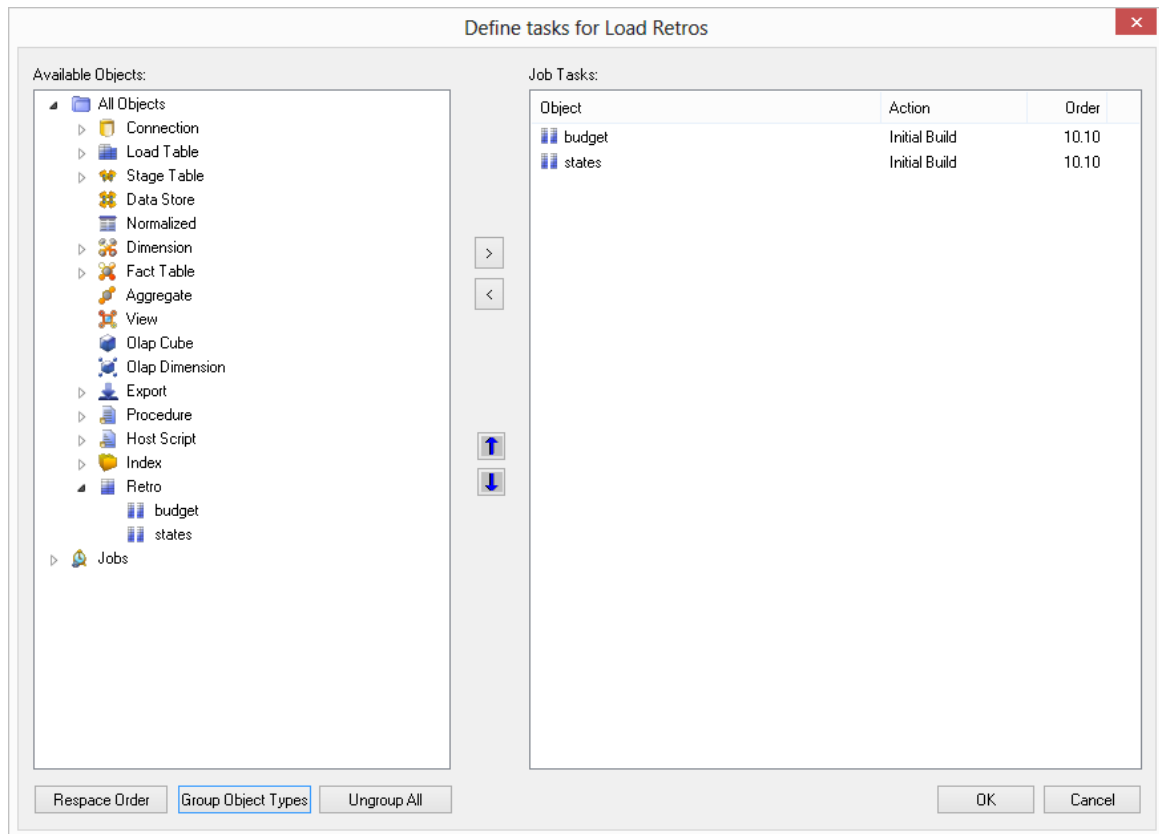 Define tasks for Load Retros
Available Objects:
All Objects
Connection
Load Table
Stage Table
Data Store
Normalized
Dimension
Fact Table
Aggregate
View
Olap Cube
Olap Dimension
Export
Procedure
Host Script
Index
Retro
budget
states
Jobs
>
<
Job Tasks:
Object Action Order
budget Initial Build 10.10
states Initial Build 10.10
Respace Order Group Object Types Ungroup All OK Cancel